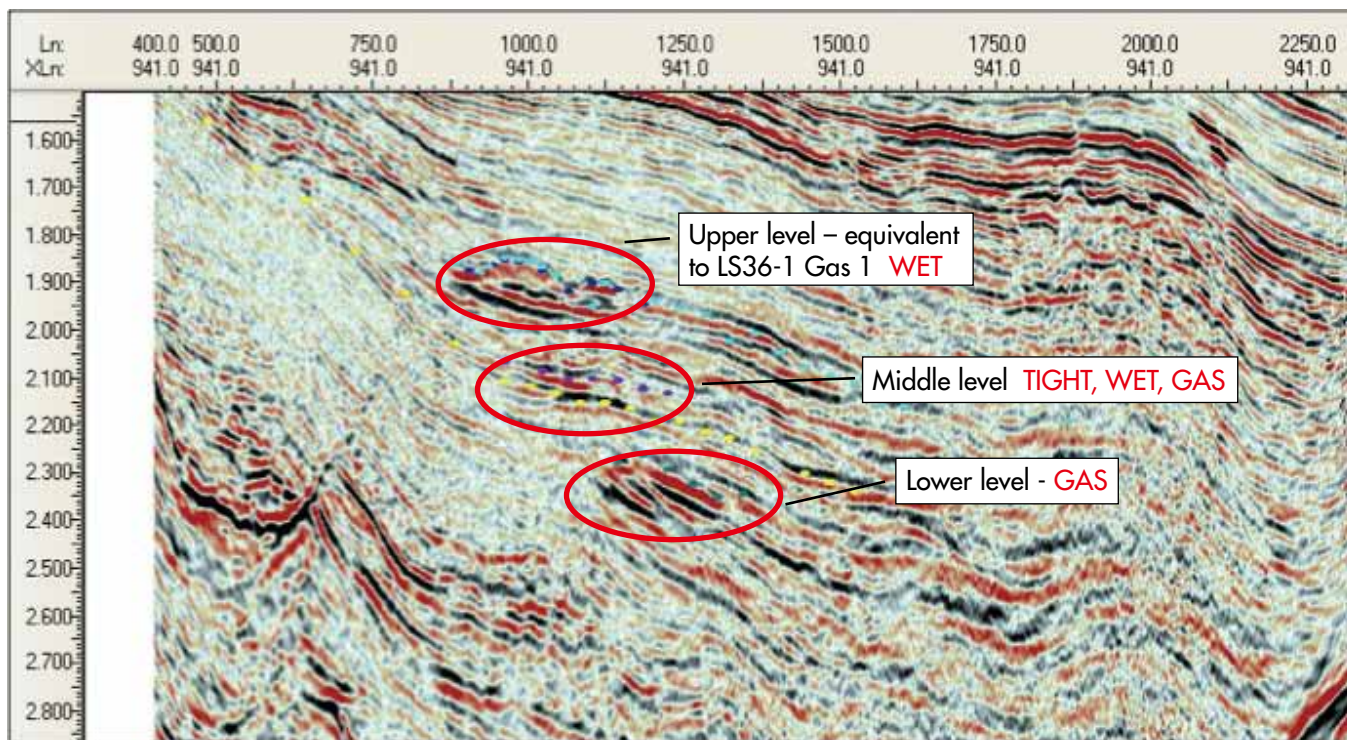 Ln: 400.0 500.0 750.0 1000.0 1250.0 1500.0 1750.0 2000.0 2250.0
XLn: 941.0 941.0 941.0 941.0 941.0 941.0 941.0 941.0 941.0
1.600
1.700
1.800
Upper level – equivalent
to LS36-1 Gas 1 WET
1.900
2.000
2.100
Middle level TIGHT, WET, GAS
2.200
2.300
Lower level - GAS
2.400
2.500
2.600
2.700
2.800